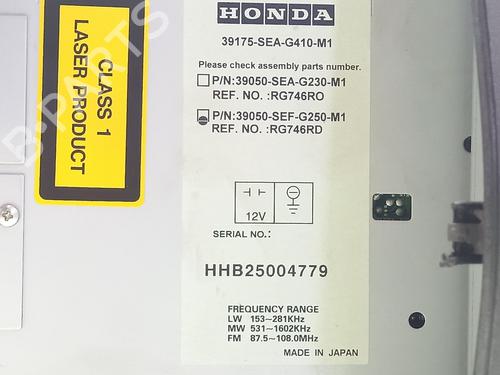 HONDA
39175-SEA-G410-M1
Please check assembly parts number.
P/N:39050-SEA-G230-M1
REF. NO. :RG746RO
P/N:39050-SEF-G250-M1
REF. NO. :RG746RD
12V
SERIAL NO.:
HHB25004779
FREQUENCY RANGE
LW 153~281KHz
MW 531~1602KHz
FM 87.5~108.0MHz
MADE IN JAPAN
CLASS 1
LASER PRODUCT
B-PARTS